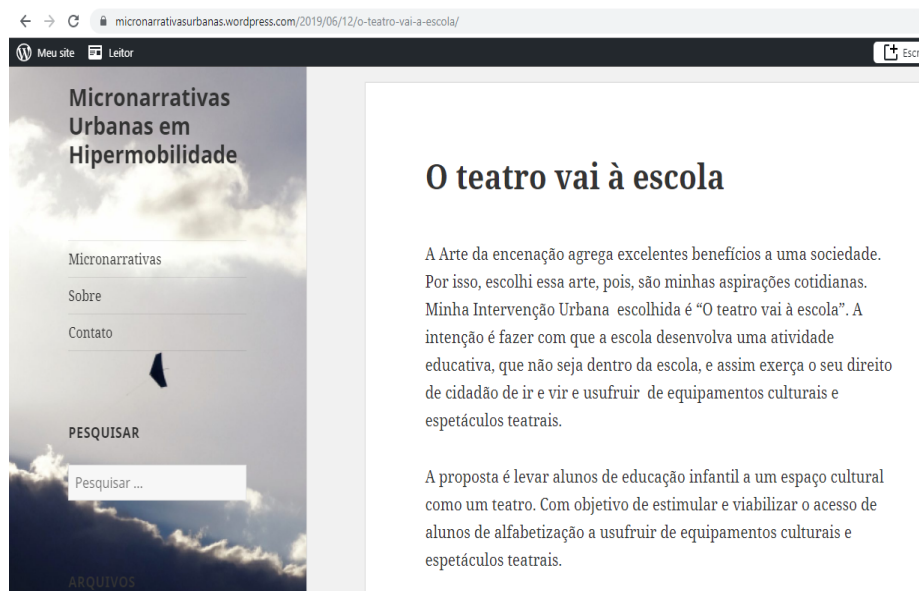 micronarrativasurbanas.wordpress.com/2019/06/12/o-teatro-vai-a-escola/
Meu site Leitor Escr
Micronarrativas
Urbanas em
Hipermobilidade
Micronarrativas
Sobre
Contato
PESQUISAR
Pesquisar ...
ARQUIVOS
O teatro vai à escola
A Arte da encenação agrega excelentes benefícios a uma sociedade.
Por isso, escolhi essa arte, pois, são minhas aspirações cotidianas.
Minha Intervenção Urbana escolhida é “O teatro vai à escola”. A
intenção é fazer com que a escola desenvolva uma atividade
educativa, que não seja dentro da escola, e assim exerça o seu direito
de cidadão de ir e vir e usufruir de equipamentos culturais e
espetáculos teatrais.
A proposta é levar alunos de educação infantil a um espaço cultural
como um teatro. Com objetivo de estimular e viabilizar o acesso de
alunos de alfabetização a usufruir de equipamentos culturais e
espetáculos teatrais.